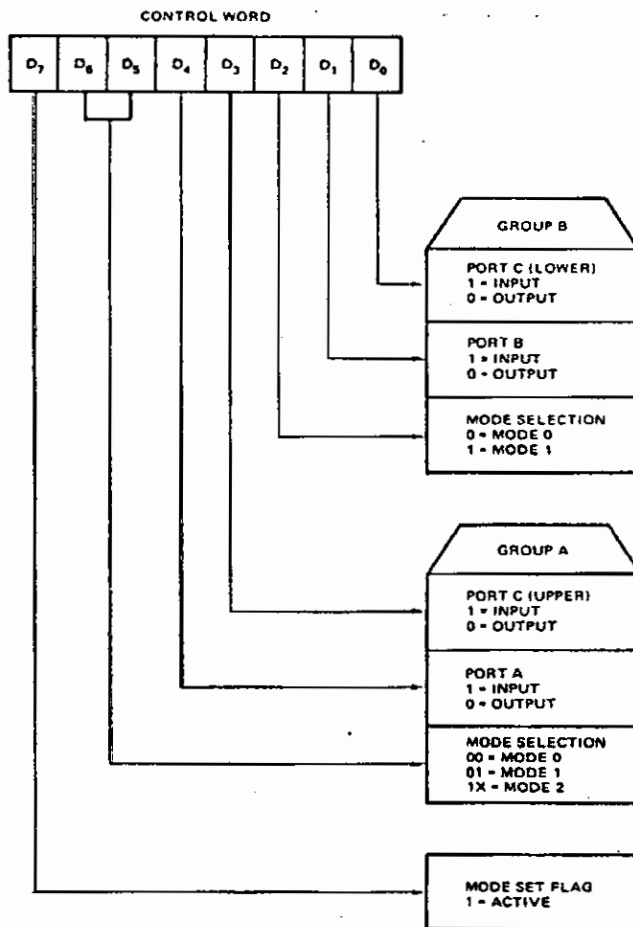 CONTROL WORD
D7 D6 D5 D4 D3 D2 D1 D0
GROUP B
PORT C (LOWER)
1 = INPUT
0 = OUTPUT
PORT B
1 = INPUT
0 = OUTPUT
MODE SELECTION
0 = MODE 0
1 = MODE 1
GROUP A
PORT C (UPPER)
1 = INPUT
0 = OUTPUT
PORT A
1 = INPUT
0 = OUTPUT
MODE SELECTION
00 = MODE 0
01 = MODE 1
1X = MODE 2
MODE SET FLAG
1 = ACTIVE